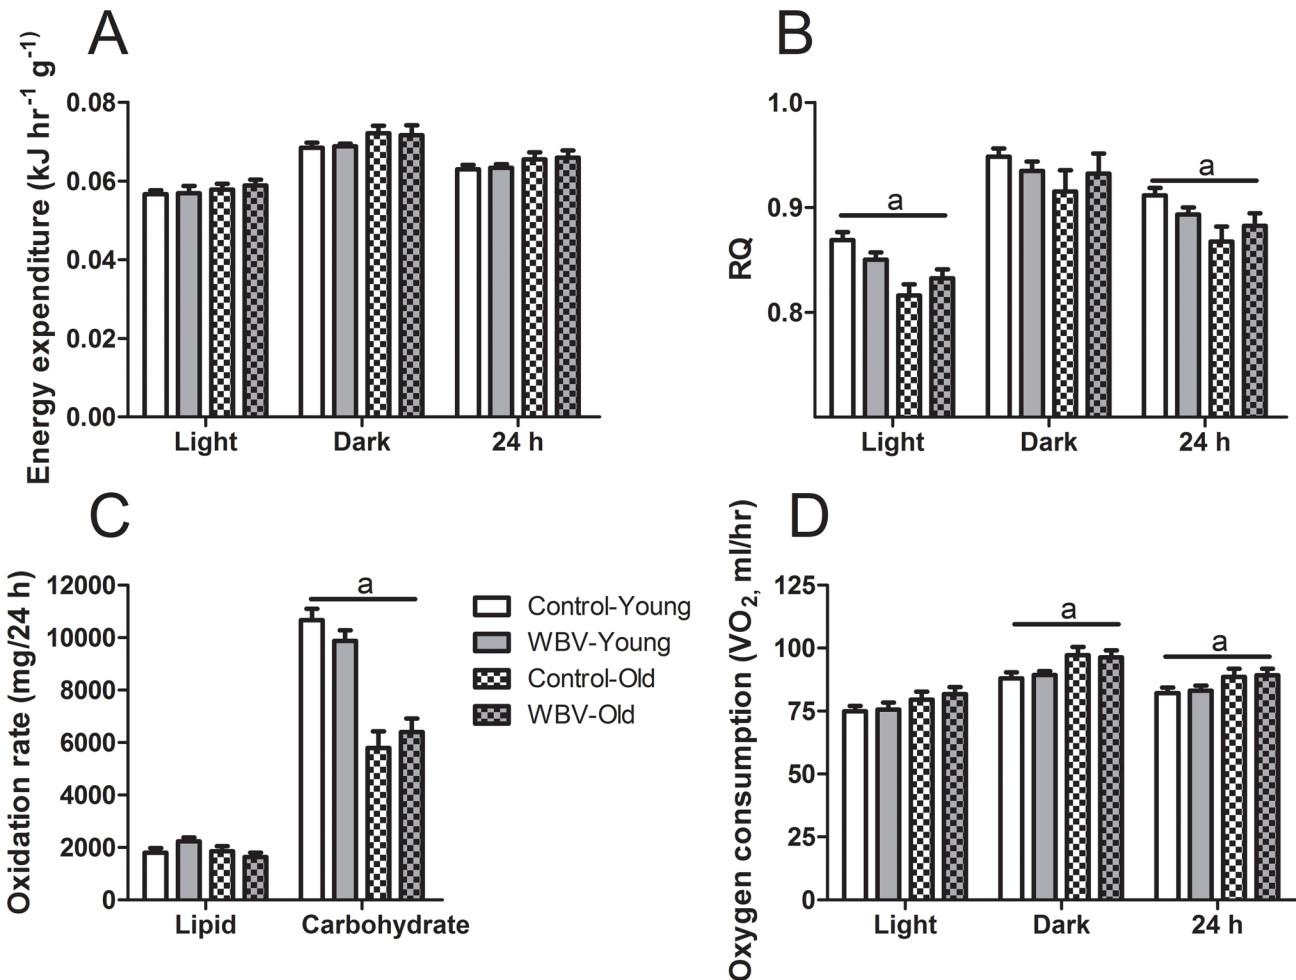 A
Energy expenditure (kJ hr⁻¹ g⁻¹)
0.08
0.06
0.04
0.02
0.00
Light Dark 24 h
B
RQ
1.0
0.9
0.8
a
a
Light Dark 24 h
C
Oxidation rate (mg/24 h)
12000
10000
8000
6000
4000
2000
0
a
Lipid Carbohydrate
Control-Young
WBV-Young
Control-Old
WBV-Old
D
Oxygen consumption (VO₂, ml/hr)
125
100
75
50
25
0
a
a
Light Dark 24 h